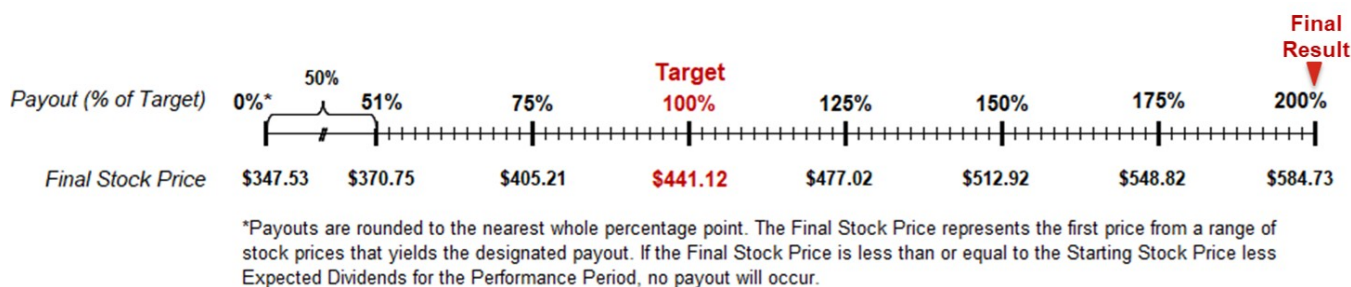 Final
Result
50%
Target
Payout (% of Target) 0%* 51% 75% 100% 125% 150% 175% 200%
Final Stock Price $347.53 $370.75 $405.21 $441.12 $477.02 $512.92 $548.82 $584.73
*Payouts are rounded to the nearest whole percentage point. The Final Stock Price represents the first price from a range of
stock prices that yields the designated payout. If the Final Stock Price is less than or equal to the Starting Stock Price less
Expected Dividends for the Performance Period, no payout will occur.